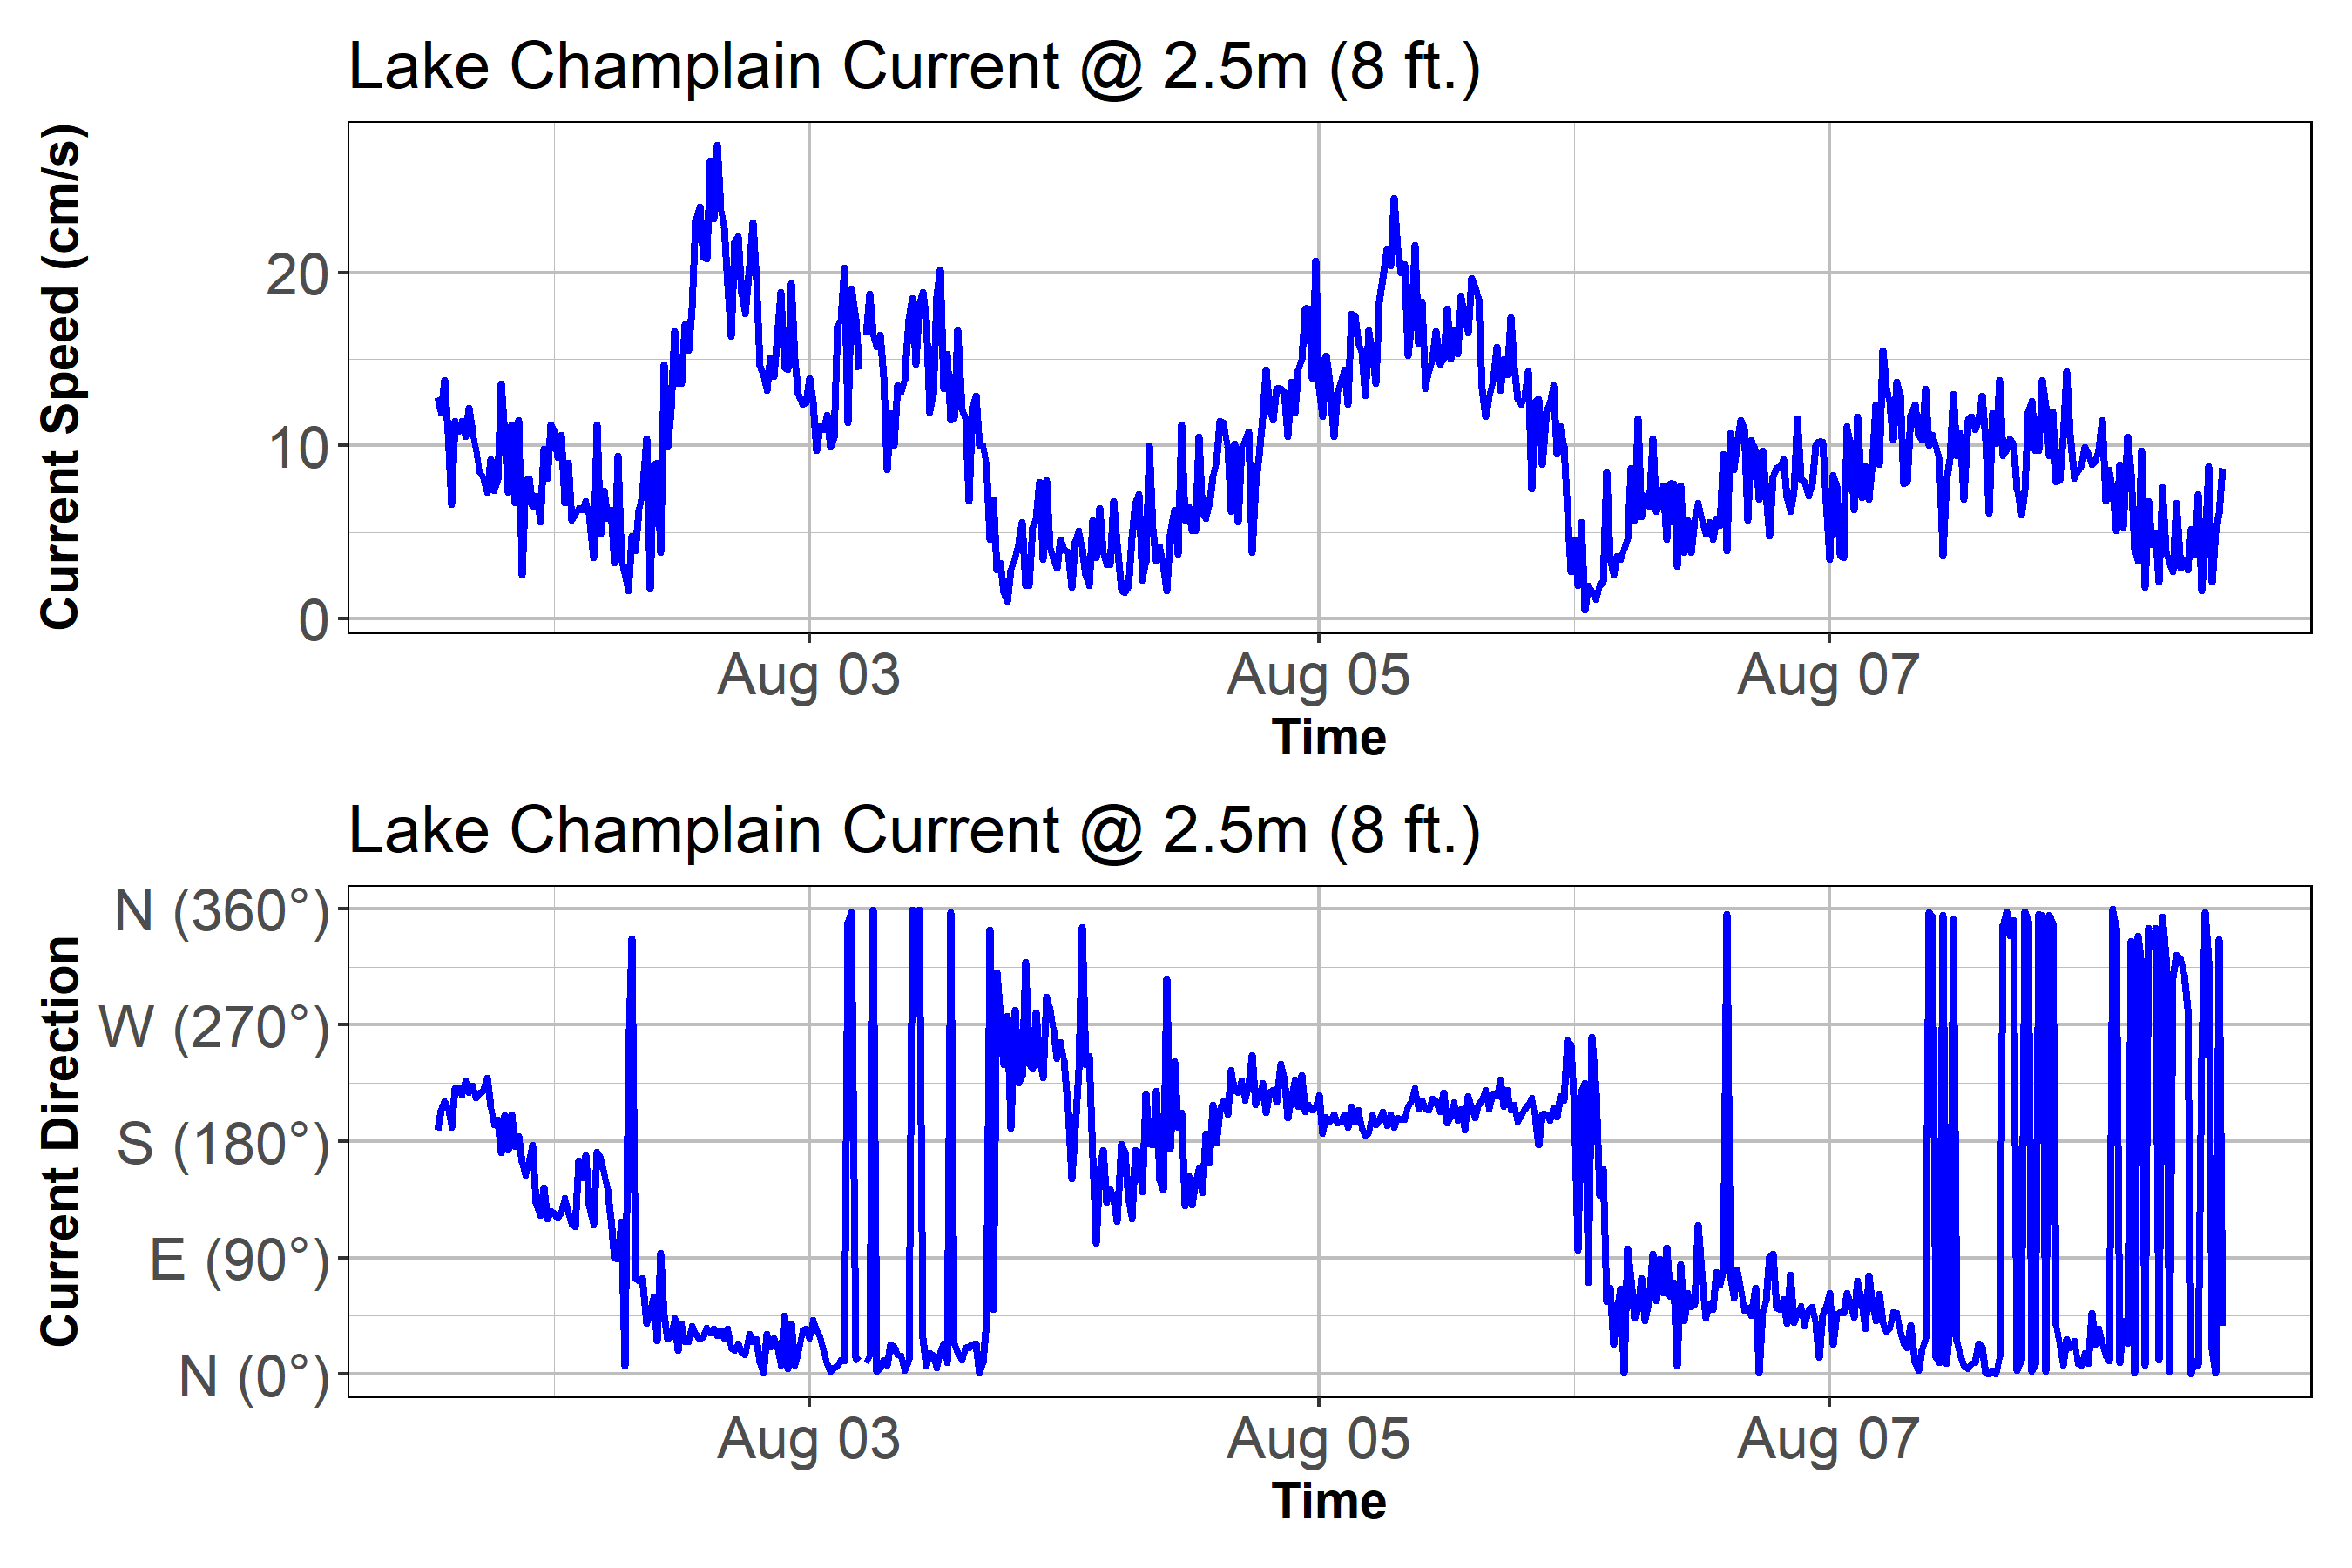 Lake Champlain Current @ 2.5m (8 ft.)
Current Speed (cm/s)
20
10
0
Aug 03 Aug 05 Aug 07
Time
Lake Champlain Current @ 2.5m (8 ft.)
Current Direction
N (360°)
W (270°)
S (180°)
E (90°)
N (0°)
Aug 03 Aug 05 Aug 07
Time